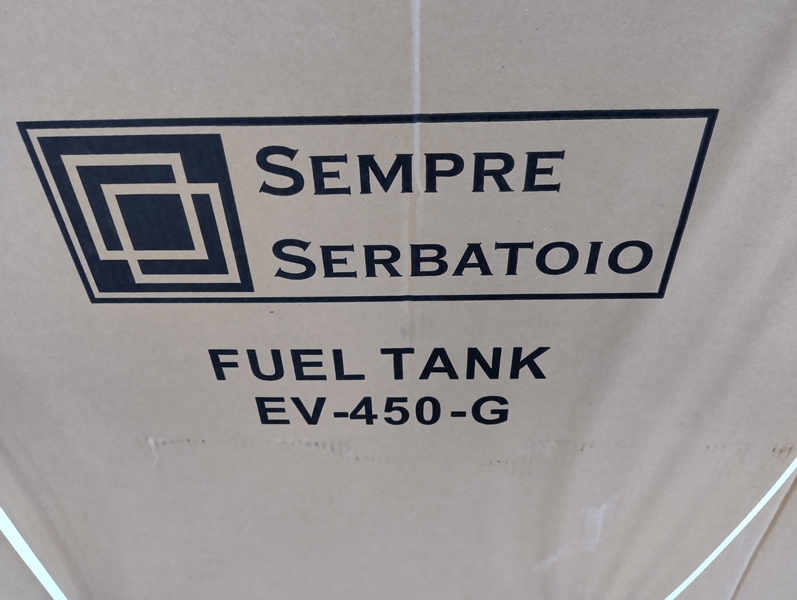 SEMPRE
SERBATOIO
FUEL TANK
EV-450-G